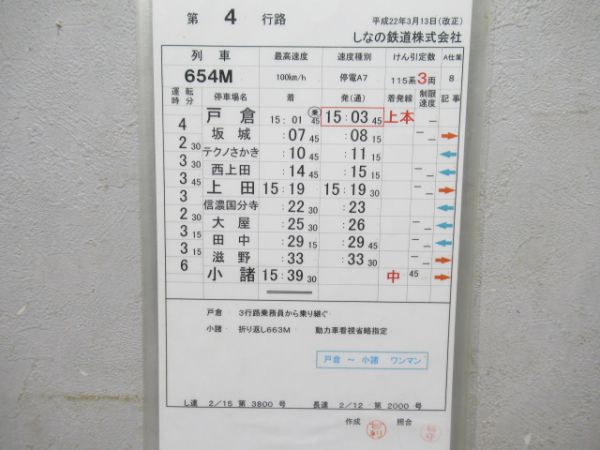 第 4 行路
平成22年3月13日(改正)
しなの鉄道株式会社
列車 最高速度 速度種別 けん引定数 A仕業
654M 100km/h 停電A7 115系3両 8
運転時分 停車場名 着 発(通) 着発線 制限速度 記事
戸倉 15:01 45 乗 15:03 45 上本
4
坂城 :07 45 :08 15
2 30
テクノさかき :10 45 :11 15
3 30
西上田 :14 45 :15 15
3 45
上田 15:19 15:19 30
3
信濃国分寺 :22 30 :23
2 30
大屋 :25 30 :26
3 15
田中 :29 15 :29 45
3 15
滋野 :33 :33 30
6
小諸 15:39 30 中 45
戸倉 3行路乗務員から乗り継ぐ
小諸 折り返し663M 動力車看視省略指定
戸倉 ～ 小諸 ワンマン
し達 2/15 第 3800 号 長達 2/12 第 2000 号
作成 照合